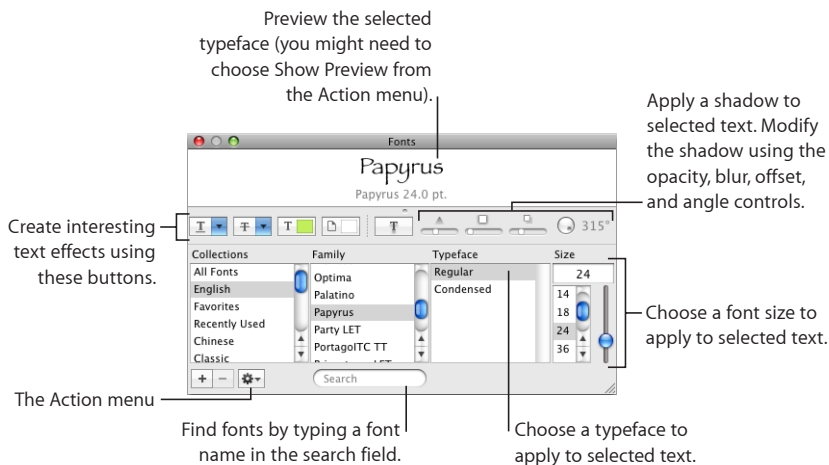 Preview the selected
typeface (you might need to
choose Show Preview from
the Action menu).
Apply a shadow to
selected text. Modify
the shadow using the
opacity, blur, offset,
and angle controls.
Fonts
Papyrus
Papyrus 24.0 pt.
Create interesting
text effects using
these buttons.
T T T T 315°
Collections Family Typeface Size
All Fonts
English
Favorites
Recently Used
Chinese
Classic
Optima
Palatino
Papyrus
Party LET
PortagoITC TT
Regular
Condensed
24
14
18
24
36
Choose a font size to
apply to selected text.
Search
The Action menu
Find fonts by typing a font
name in the search field.
Choose a typeface to
apply to selected text.